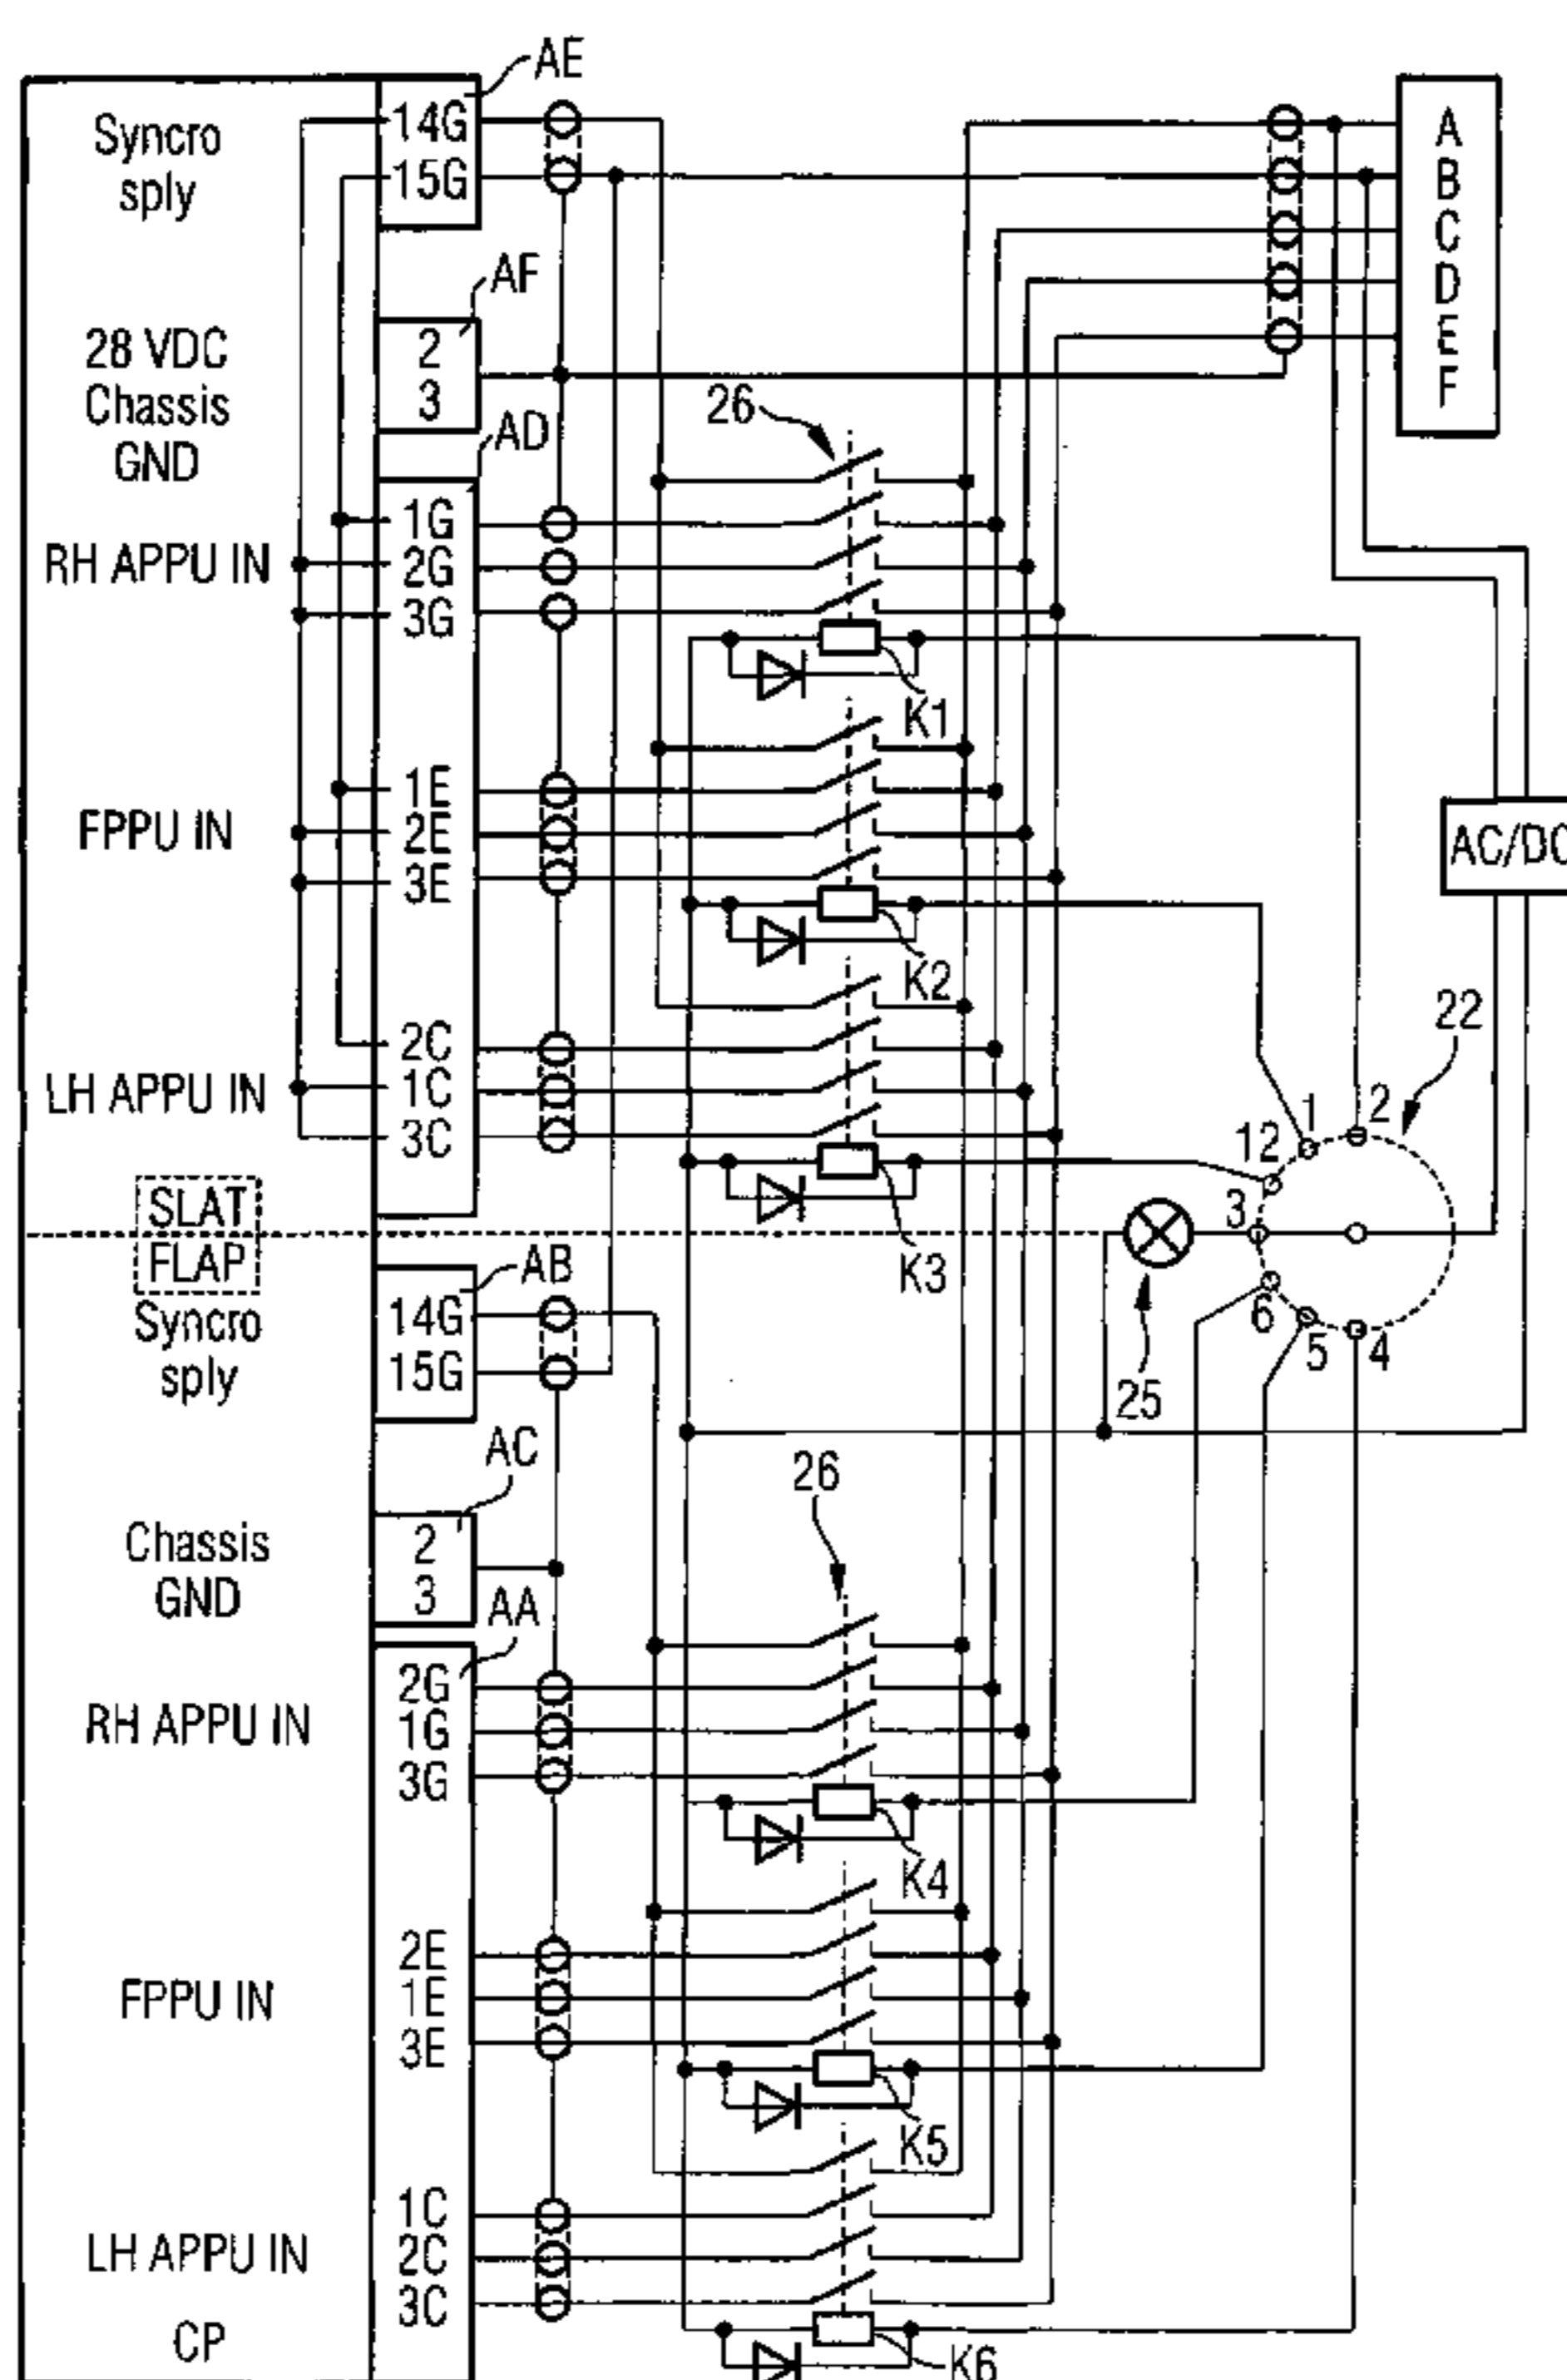 AE
Syncro
sply
14G
15G
A
B
C
D
E
F
AF
28 VDC
Chassis
GND
2
3
26
AD
RH APPU IN
1G
2G
3G
K1
FPPU IN
1E
2E
3E
AC/DC
K2
22
LH APPU IN
2C
1C
3C
12
1
2
3
6
5
4
K3
25
SLAT
FLAP
Syncro
sply
AB
14G
15G
AC
26
Chassis
GND
2
3
AA
RH APPU IN
2G
1G
3G
K4
FPPU IN
2E
1E
3E
K5
LH APPU IN
1C
2C
3C
CP
K6